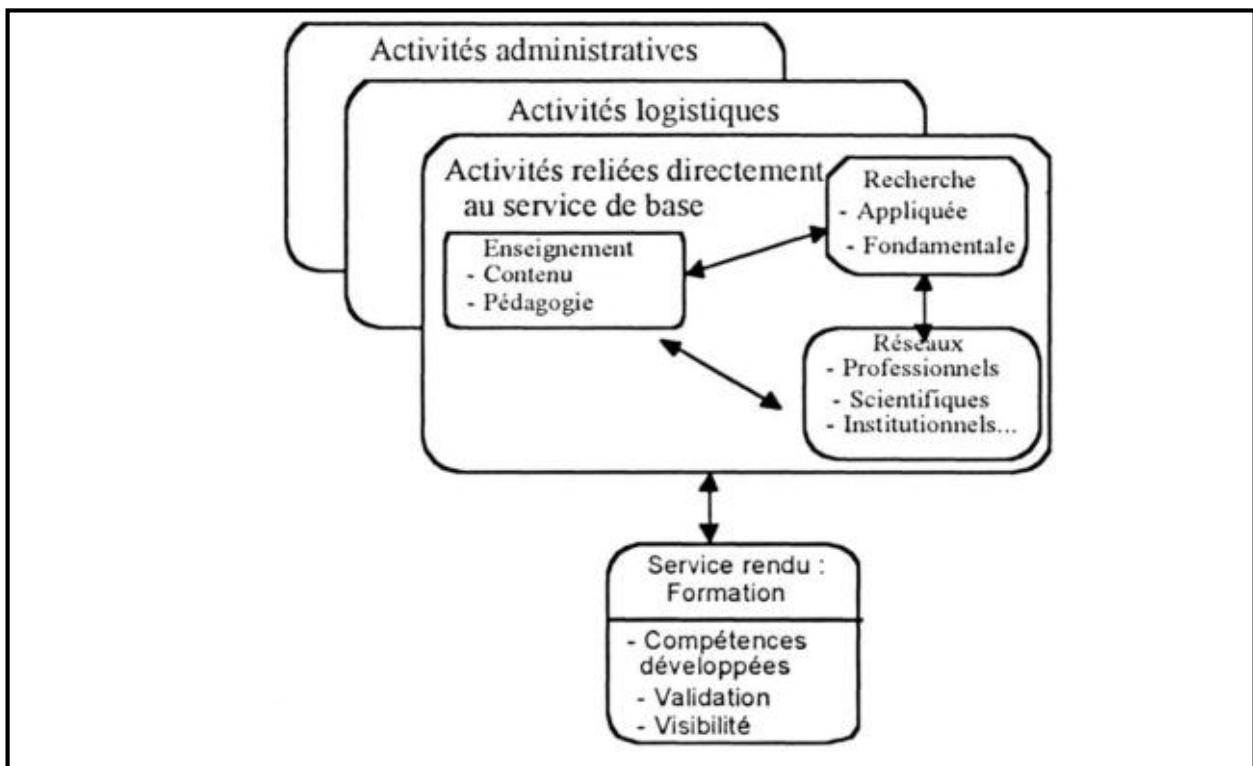 Activités administratives
Activités logistiques
Activités reliées directement
au service de base
Recherche
- Appliquée
- Fondamentale
Enseignement
- Contenu
- Pédagogie
Réseaux
- Professionnels
- Scientifiques
- Institutionnels...
Service rendu :
Formation
- Compétences
développées
- Validation
- Visibilité